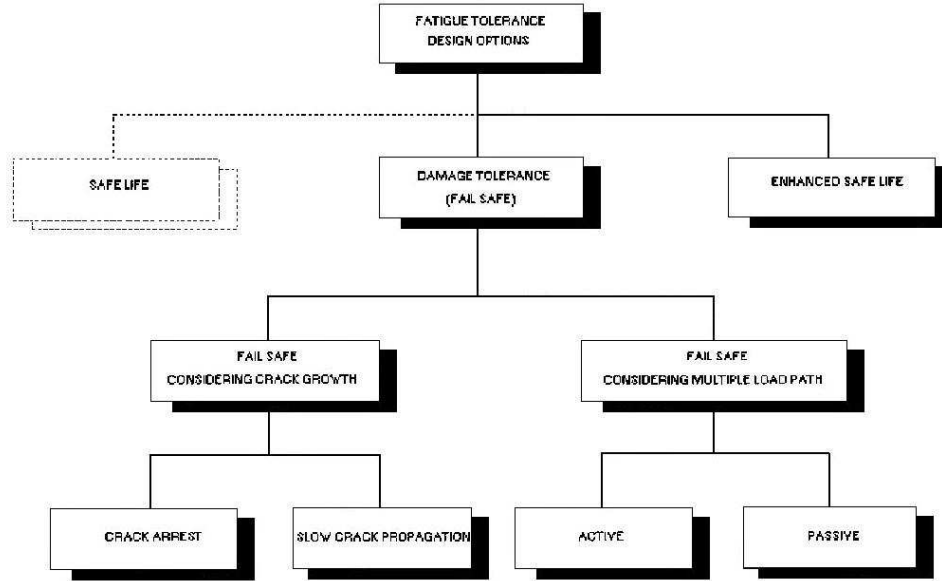 FATIGUE TOLERANCE
DESIGN OPTIONS
SAFE LIFE
DAMAGE TOLERANCE
(FAIL SAFE)
ENHANCED SAFE LIFE
FAIL SAFE
CONSIDERING CRACK GROWTH
FAIL SAFE
CONSIDERING MULTIPLE LOAD PATH
CRACK ARREST
SLOW CRACK PROPAGATION
ACTIVE
PASSIVE